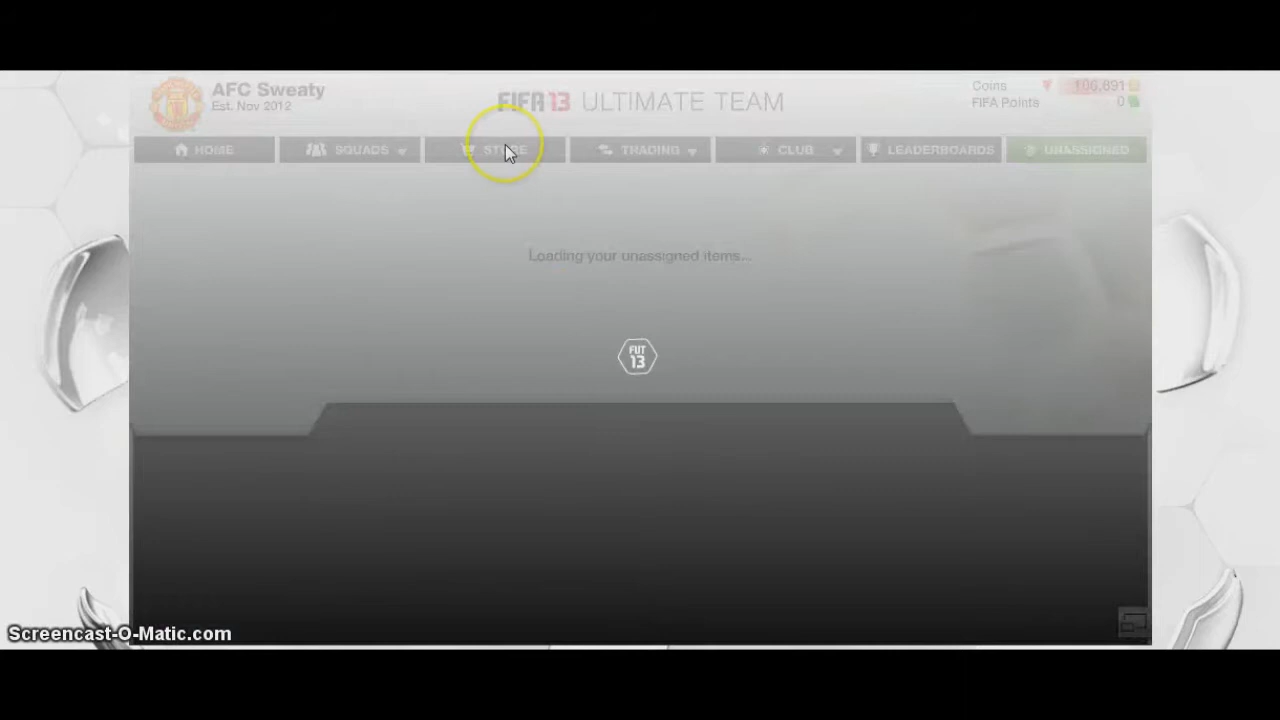 AFC Sweaty
Est. Nov 2012
FIFA 13 ULTIMATE TEAM
Coins 106,891
FIFA Points 0
HOME
SQUADS
STORE
TRADING
CLUB
LEADERBOARDS
UNASSIGNED
Loading your unassigned items...
FUT
13
Screencast-O-Matic.com